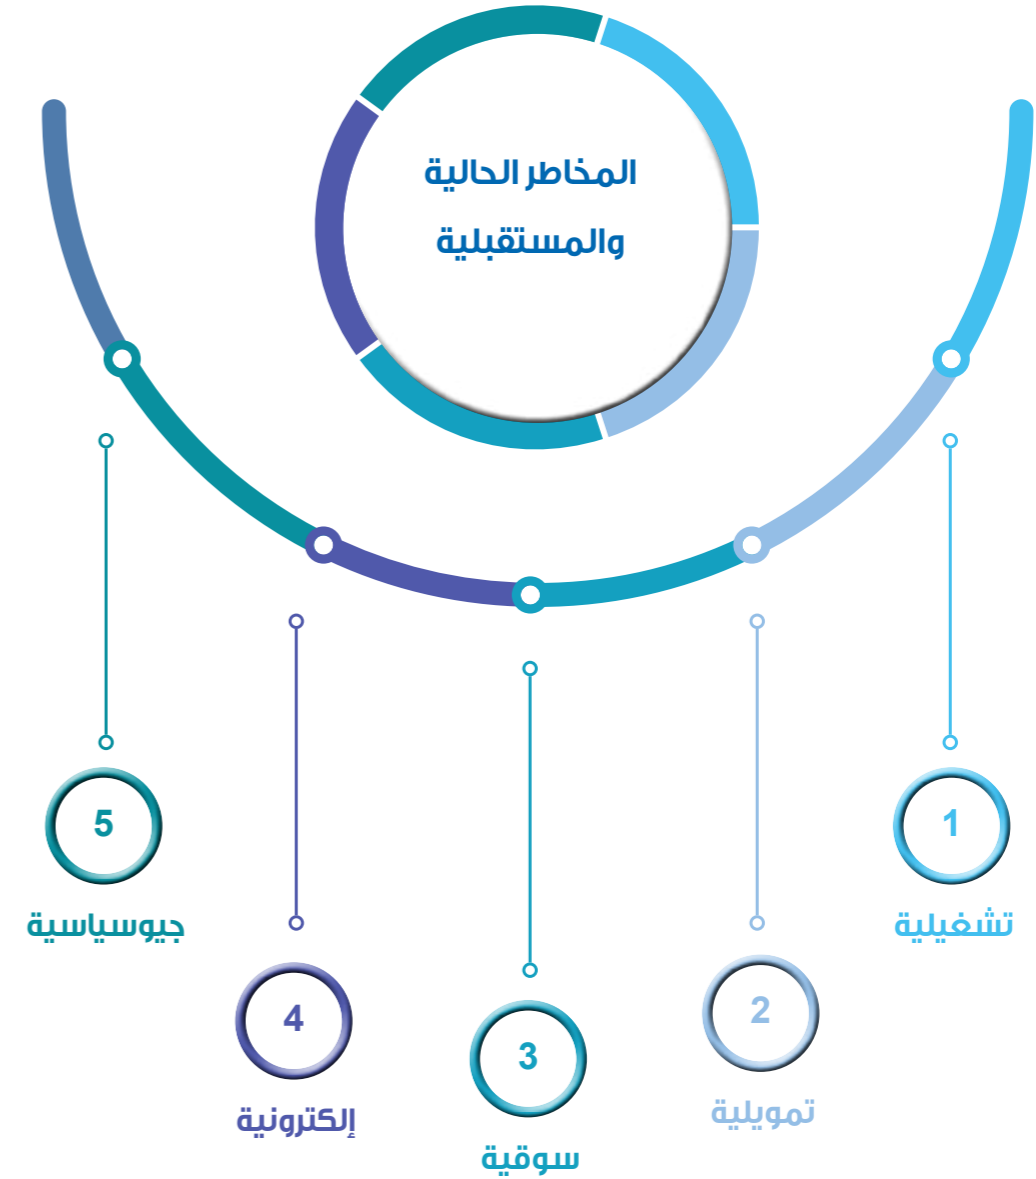 المخاطر الحالية
والمستقبلية
1
تشغيلية
2
تمويلية
3
سوقية
4
إلكترونية
5
جيوسياسية